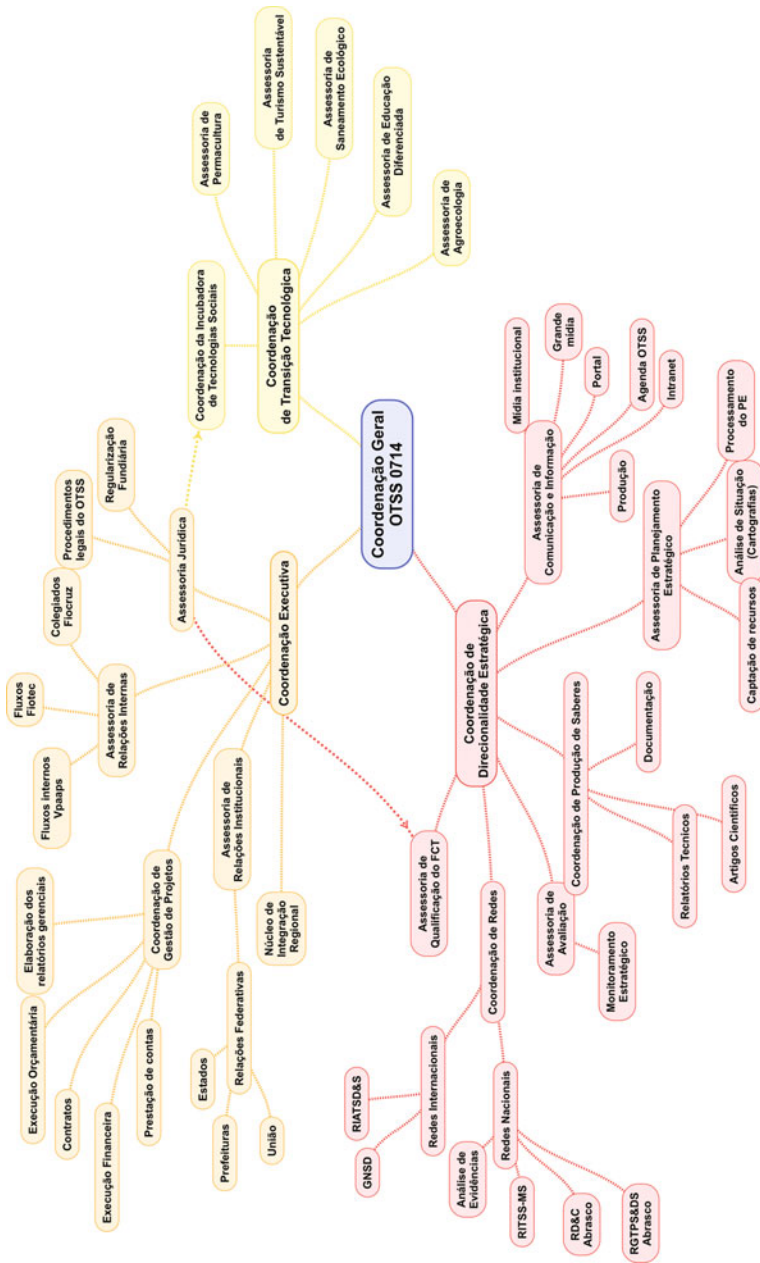 Coordenação Geral
OTSS 0714
Coordenação Executiva
Assessoria Jurídica
Procedimentos
legais do OTSS
Regularização
Fundiária
Assessoria de
Relações Internas
Colegiados
Fiocruz
Fluxos
Fiotec
Fluxos internos
Vpaaps
Coordenação de
Gestão de Projetos
Elaboração dos
relatórios gerenciais
Execução Orçamentária
Contratos
Execução Financeira
Prestação de contas
Assessoria de
Relações Institucionais
Relações Federativas
Estados
Prefeituras
União
Núcleo de
Integração
Regional
Coordenação
de Transição Tecnológica
Coordenação da Incubadora
de Tecnologias Sociais
Assessoria de
Permacultura
Assessoria
de Turismo Sustentável
Assessoria de
Saneamento Ecológico
Assessoria de Educação
Diferenciada
Assessoria de
Agroecologia
Coordenação de
Direcionalidade Estratégica
Assessoria de
Qualificação do FCT
Coordenação de Redes
Redes Internacionais
RIATSD&S
GNSD
Redes Nacionais
Análise de
Evidências
RITSS-MS
RD&C
Abrasco
RGTPS&DS
Abrasco
Assessoria de
Avaliação
Monitoramento
Estratégico
Coordenação de Produção de Saberes
Documentação
Relatórios Tecnicos
Artigos Científicos
Assessoria de Planejamento
Estratégico
Captação de recursos
Análise de Situação
(Cartografias)
Processamento
do PE
Assessoria de
Comunicação e Informação
Mídia institucional
Grande
mídia
Portal
Agenda OTSS
Intranet
Produção